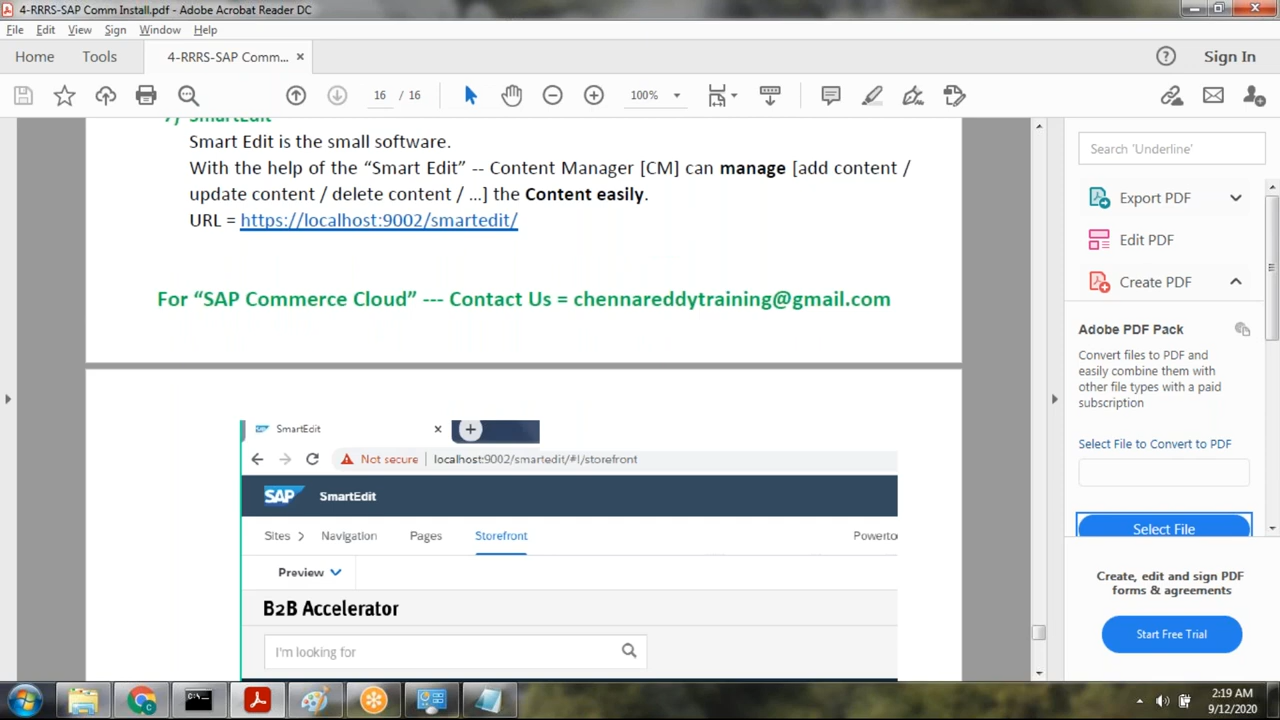 4-RRRS-SAP Comm Install.pdf - Adobe Acrobat Reader DC
File Edit View Sign Window Help
Home Tools 4-RRRS-SAP Comm... × Sign In
16 / 16 100%
7) SmartEdit
Smart Edit is the small software.
With the help of the “Smart Edit” -- Content Manager [CM] can manage [add content /
update content / delete content / ...] the Content easily.
URL = https://localhost:9002/smartedit/
For “SAP Commerce Cloud” --- Contact Us = chennareddytraining@gmail.com
SmartEdit
Not secure | localhost:9002/smartedit/#!/storefront
SAP SmartEdit
Sites > Navigation Pages Storefront Powerto
Preview
B2B Accelerator
I'm looking for
Search 'Underline'
Export PDF
Edit PDF
Create PDF
Adobe PDF Pack
Convert files to PDF and
easily combine them with
other file types with a paid
subscription
Select File to Convert to PDF
Select File
Create, edit and sign PDF
forms & agreements
Start Free Trial
2:19 AM
9/12/2020